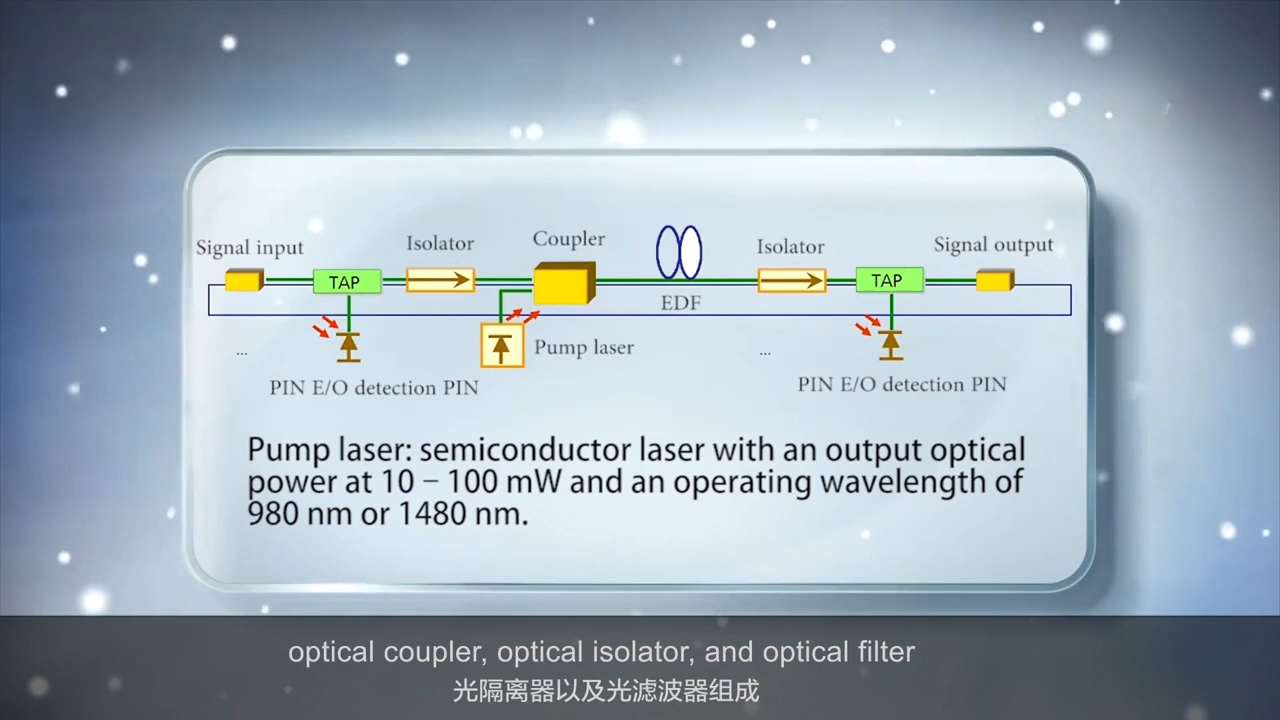 Signal input
Isolator
Coupler
Isolator
Signal output
TAP
TAP
EDF
...
Pump laser
...
PIN E/O detection PIN
PIN E/O detection PIN
Pump laser: semiconductor laser with an output optical
power at 10 – 100 mW and an operating wavelength of
980 nm or 1480 nm.
optical coupler, optical isolator, and optical filter
光隔离器以及光滤波器组成